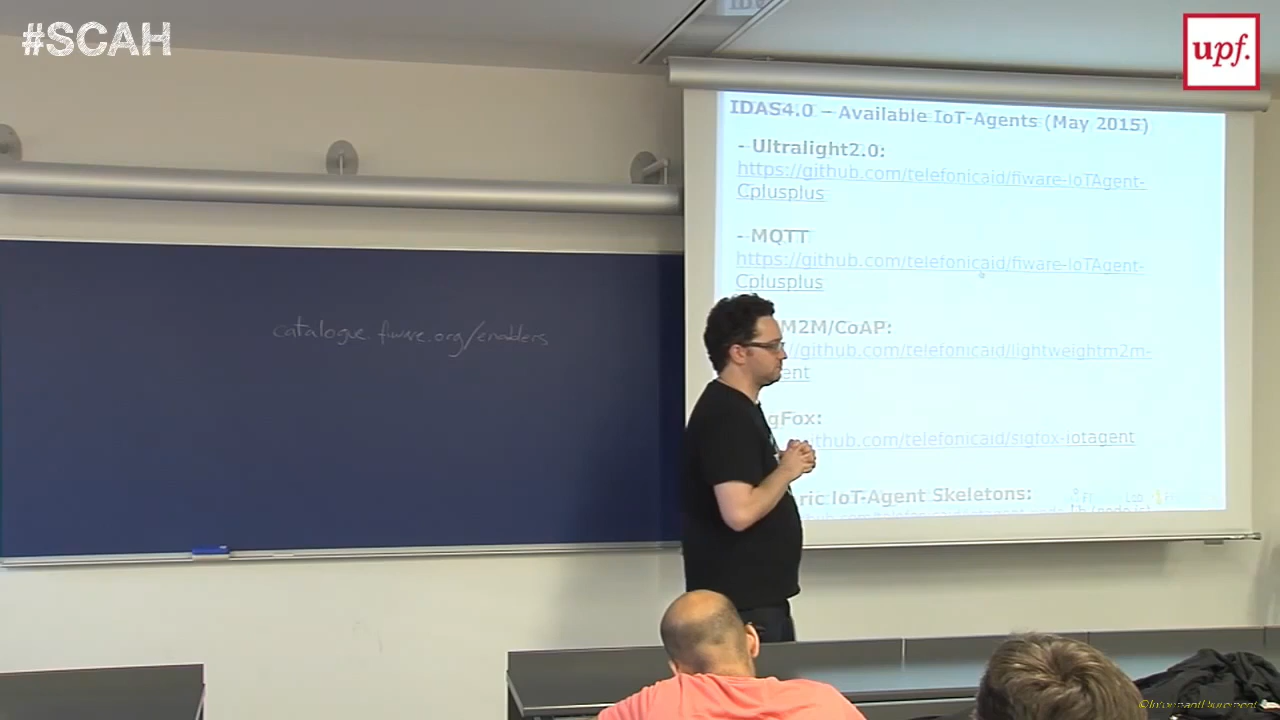 #SCAH
upf.
IDAS4.0 – Available IoT-Agents (May 2015)
- Ultralight2.0:
https://github.com/telefonicaid/fiware-IoTAgent-
Cplusplus
- MQTT
https://github.com/telefonicaid/fiware-IoTAgent-
Cplusplus
M2M/CoAP:
//github.com/telefonicaid/lightweightm2m-
ent
gFox:
github.com/telefonicaid/sigfox-iotagent
ric IoT-Agent Skeletons:
catalogue.fiware.org/enablers